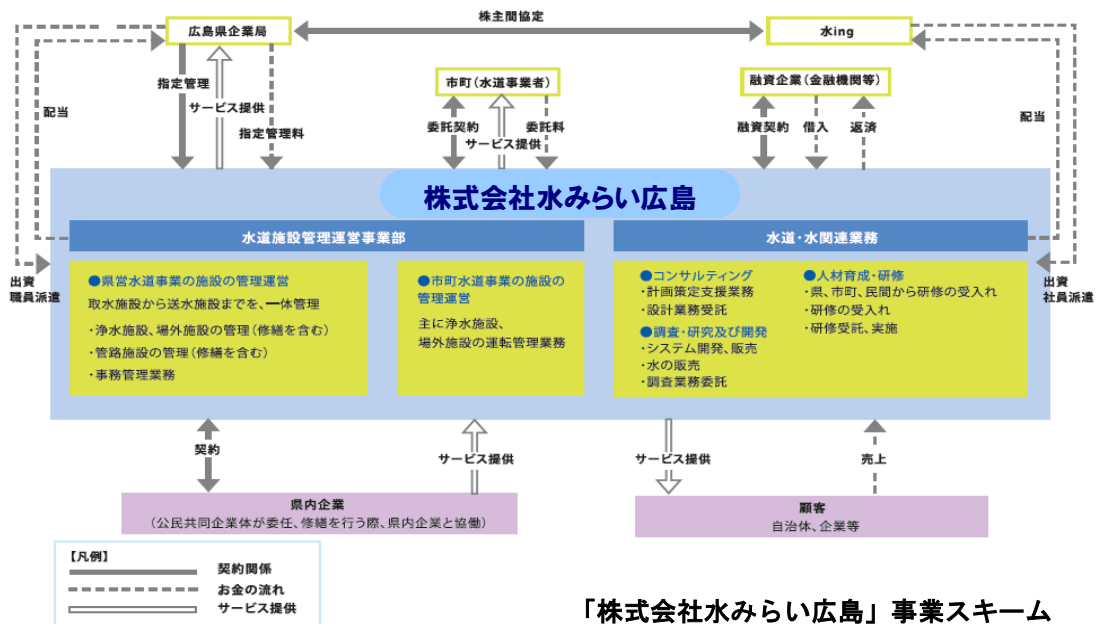 株主間協定
広島県企業局
水ing
市町（水道事業者）
融資企業（金融機関等）
配当
指定管理
サービス提供
指定管理料
委託契約
サービス提供
委託料
融資契約
借入
返済
配当
株式会社水みらい広島
水道施設管理運営事業部
水道・水関連業務
出資
職員派遣
●県営水道事業の施設の管理運営
取水施設から送水施設までを、一体管理
・浄水施設、場外施設の管理（修繕を含む）
・管路施設の管理（修繕を含む）
・事務管理業務
●市町水道事業の施設の
管理運営
主に浄水施設、
場外施設の運転管理業務
●コンサルティング
・計画策定支援業務
・設計業務受託
●調査・研究及び開発
・システム開発、販売
・水の販売
・調査業務委託
●人材育成・研修
・県、市町、民間から研修の受入れ
・研修の受入れ
・研修受託、実施
出資
社員派遣
契約
サービス提供
サービス提供
売上
県内企業
（公民共同企業体が委任、修繕を行う際、県内企業と協働）
顧客
自治体、企業等
【凡例】
契約関係
お金の流れ
サービス提供
「株式会社水みらい広島」事業スキーム